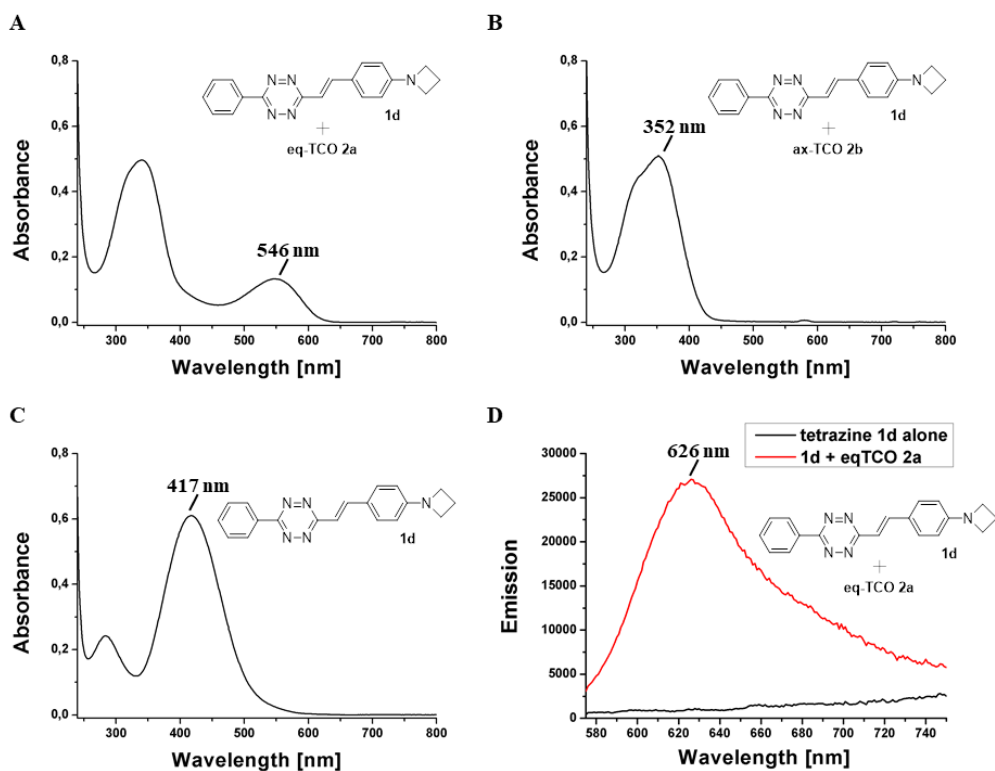 A
0,8
0,6
0,4
0,2
0,0
Absorbance
300 400 500 600 700 800
Wavelength [nm]
546 nm
N N
N N
N
1d
+
eq-TCO 2a
B
0,8
0,6
0,4
0,2
0,0
Absorbance
300 400 500 600 700 800
Wavelength [nm]
352 nm
N N
N N
N
1d
+
ax-TCO 2b
C
0,8
0,6
0,4
0,2
0,0
Absorbance
300 400 500 600 700 800
Wavelength [nm]
417 nm
N N
N N
N
1d
D
tetrazine 1d alone
1d + eqTCO 2a
30000
25000
20000
15000
10000
5000
0
Emission
580 600 620 640 660 680 700 720 740
Wavelength [nm]
626 nm
N N
N N
N
1d
+
eq-TCO 2a